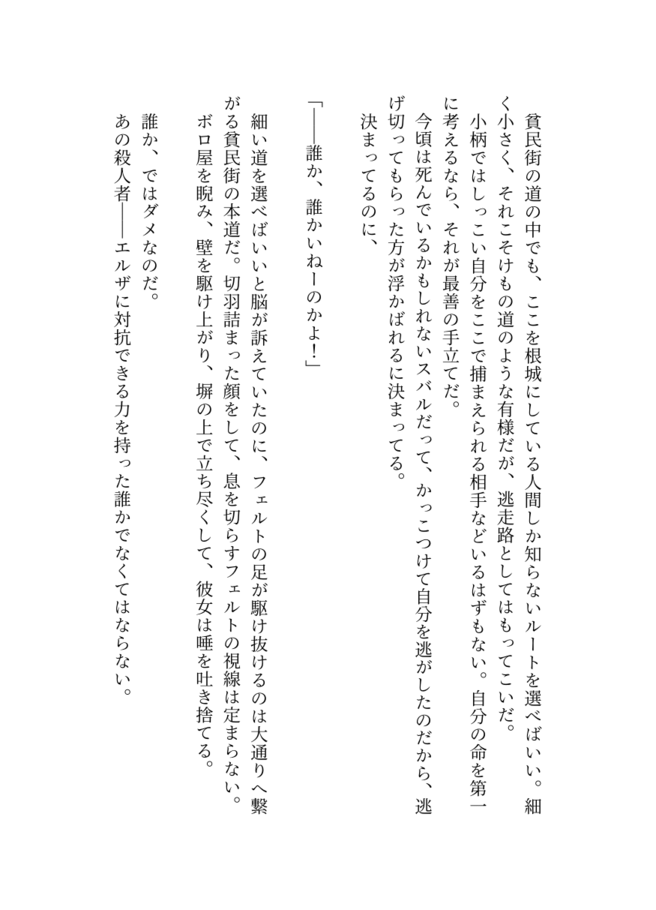 貧民街の道の中でも、ここを根城にしている人間しか知らないルートを選べばいい。細
く小さく、それこそけもの道のような有様だが、逃走路としてはもってこいだ。
小柄ではしっこい自分をここで捕まえられる相手などいるはずもない。自分の命を第一
に考えるなら、それが最善の手立てだ。
今頃は死んでいるかもしれないスバルだって、かっこつけて自分を逃がしたのだから、逃
げ切ってもらった方が浮かばれるに決まってる。
決まってるのに、
「――誰か、誰かいねーのかよ！」
細い道を選べばいいと脳が訴えていたのに、フェルトの足が駆け抜けるのは大通りへ繋
がる貧民街の本道だ。切羽詰まった顔をして、息を切らすフェルトの視線は定まらない。
ボロ屋を睨み、壁を駆け上がり、塀の上で立ち尽くして、彼女は唾を吐き捨てる。
誰か、ではダメなのだ。
あの殺人者――エルザに対抗できる力を持った誰かでなくてはならない。